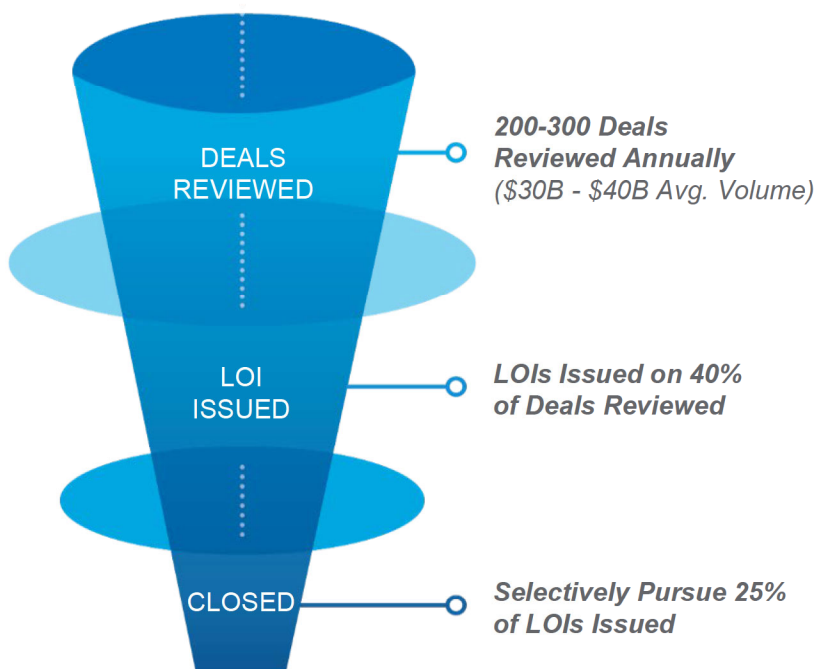 DEALS
REVIEWED
200-300 Deals
Reviewed Annually
($30B - $40B Avg. Volume)
LOI
ISSUED
LOIs Issued on 40%
of Deals Reviewed
CLOSED
Selectively Pursue 25%
of LOIs Issued